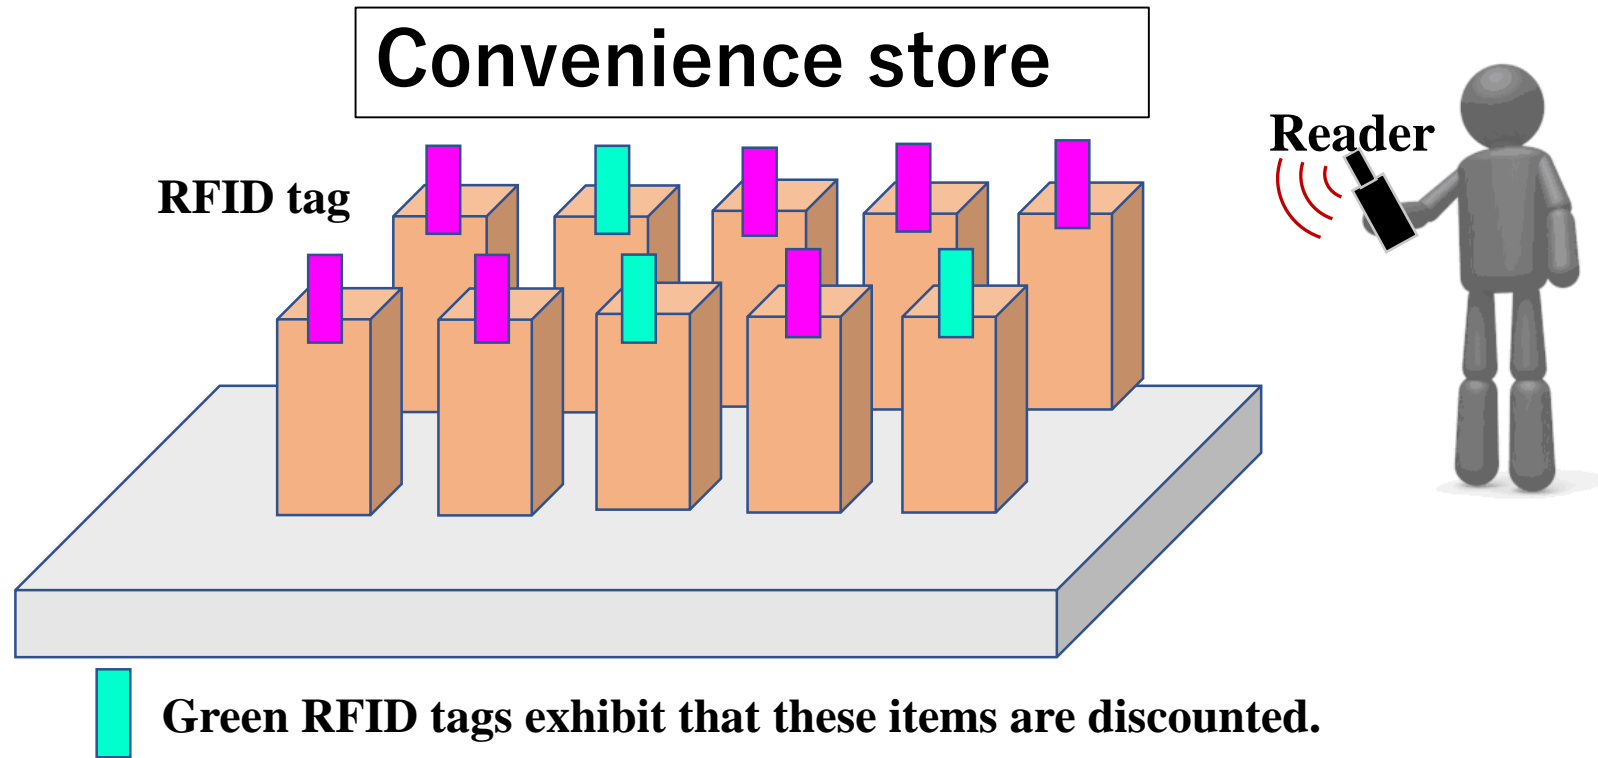 Convenience store
Reader
RFID tag
Green RFID tags exhibit that these items are discounted.